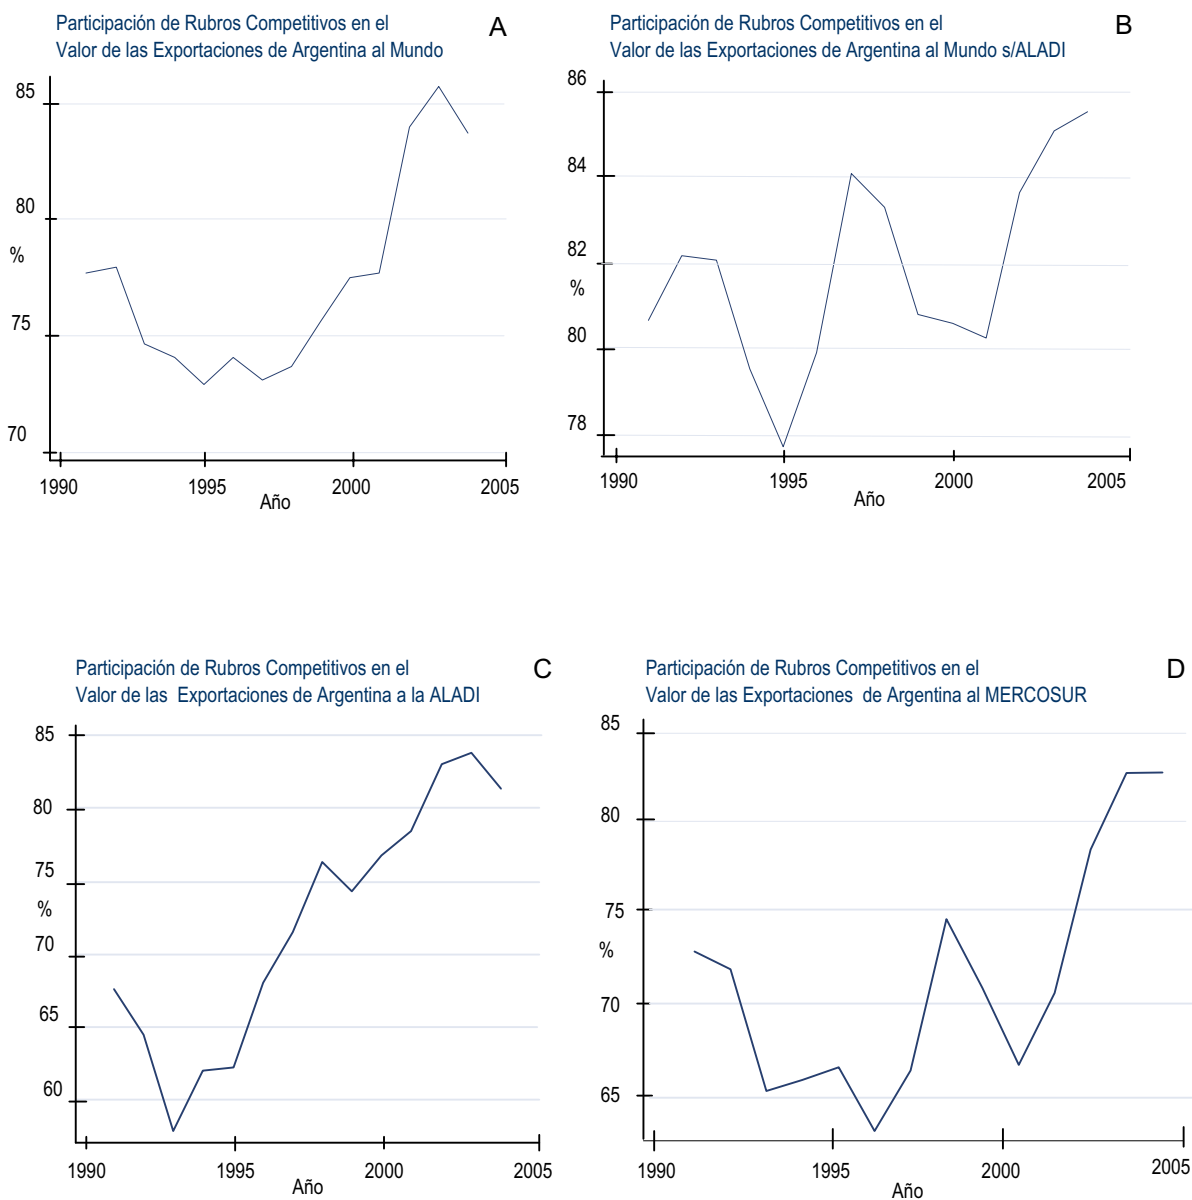 Participación de Rubros Competitivos en el
Valor de las Exportaciones de Argentina al Mundo
A
85
80
%
75
70
1990
1995
2000
2005
Año
Participación de Rubros Competitivos en el
Valor de las Exportaciones de Argentina al Mundo s/ALADI
B
86
84
82
%
80
78
1990
1995
2000
2005
Año
Participación de Rubros Competitivos en el
Valor de las Exportaciones de Argentina a la ALADI
C
85
80
75
%
70
65
60
1990
1995
2000
2005
Año
Participación de Rubros Competitivos en el
Valor de las Exportaciones de Argentina al MERCOSUR
D
85
80
75
%
70
65
1990
1995
2000
2005
Año